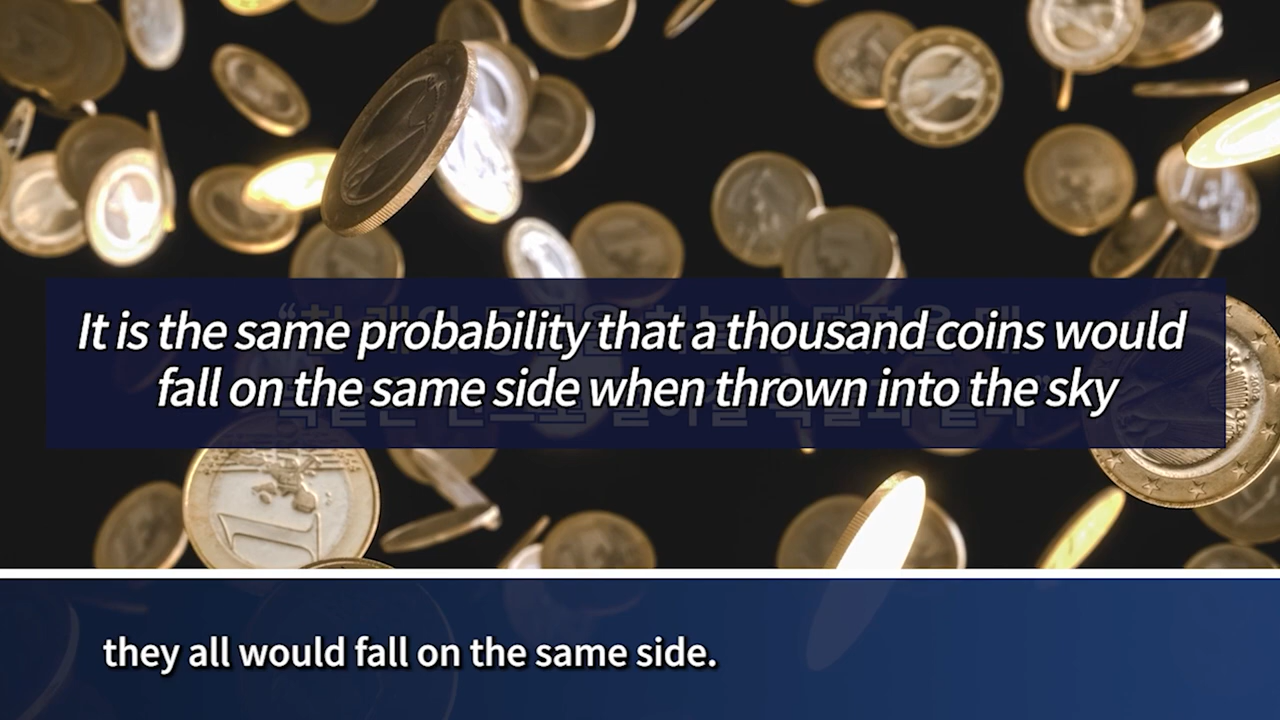 It is the same probability that a thousand coins would
fall on the same side when thrown into the sky
they all would fall on the same side.
1